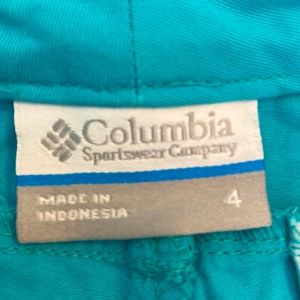 Columbia
Sportswear Company
MADE IN
INDONESIA
4